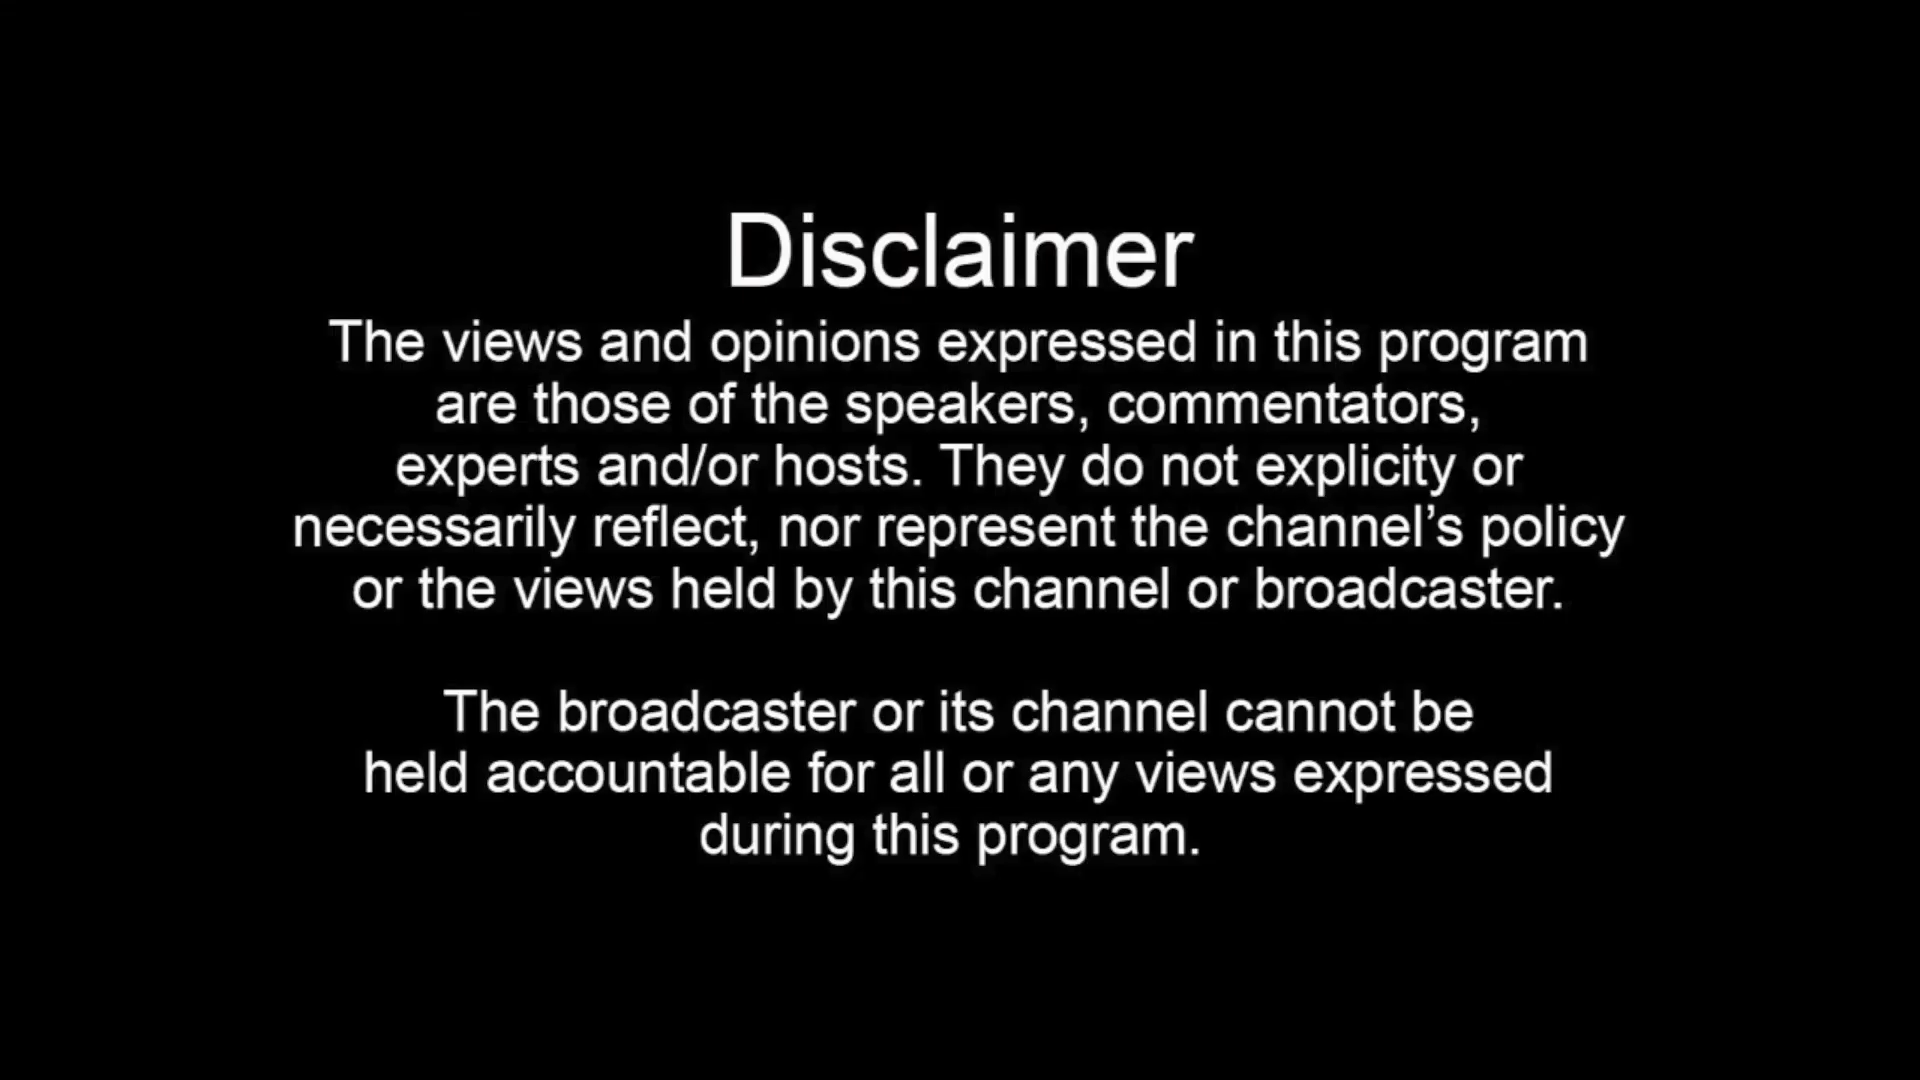 Disclaimer
The views and opinions expressed in this program
are those of the speakers, commentators,
experts and/or hosts. They do not explicity or
necessarily reflect, nor represent the channel’s policy
or the views held by this channel or broadcaster.
The broadcaster or its channel cannot be
held accountable for all or any views expressed
during this program.